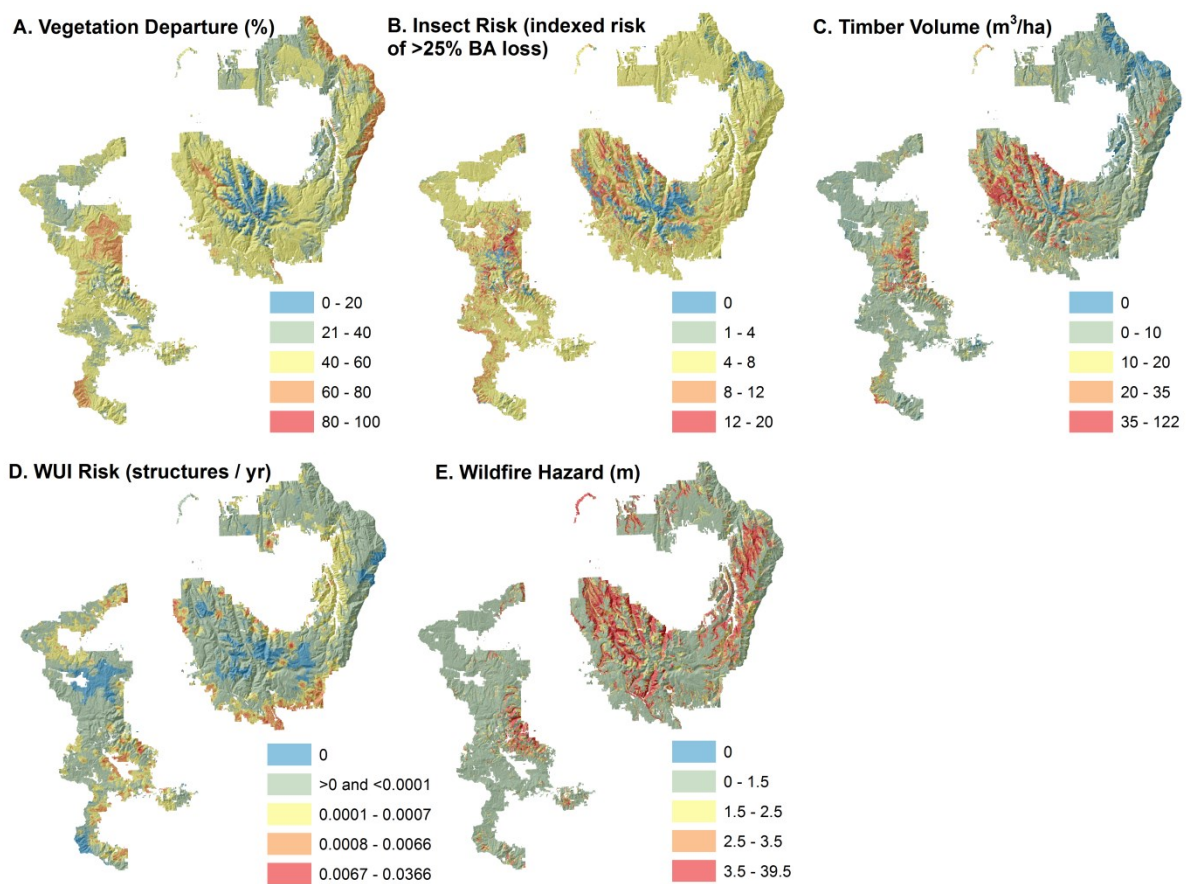 A. Vegetation Departure (%)
0 - 20
21 - 40
40 - 60
60 - 80
80 - 100
B. Insect Risk (indexed risk
of >25% BA loss)
0
1 - 4
4 - 8
8 - 12
12 - 20
C. Timber Volume (m³/ha)
0
0 - 10
10 - 20
20 - 35
35 - 122
D. WUI Risk (structures / yr)
0
>0 and <0.0001
0.0001 - 0.0007
0.0008 - 0.0066
0.0067 - 0.0366
E. Wildfire Hazard (m)
0
0 - 1.5
1.5 - 2.5
2.5 - 3.5
3.5 - 39.5